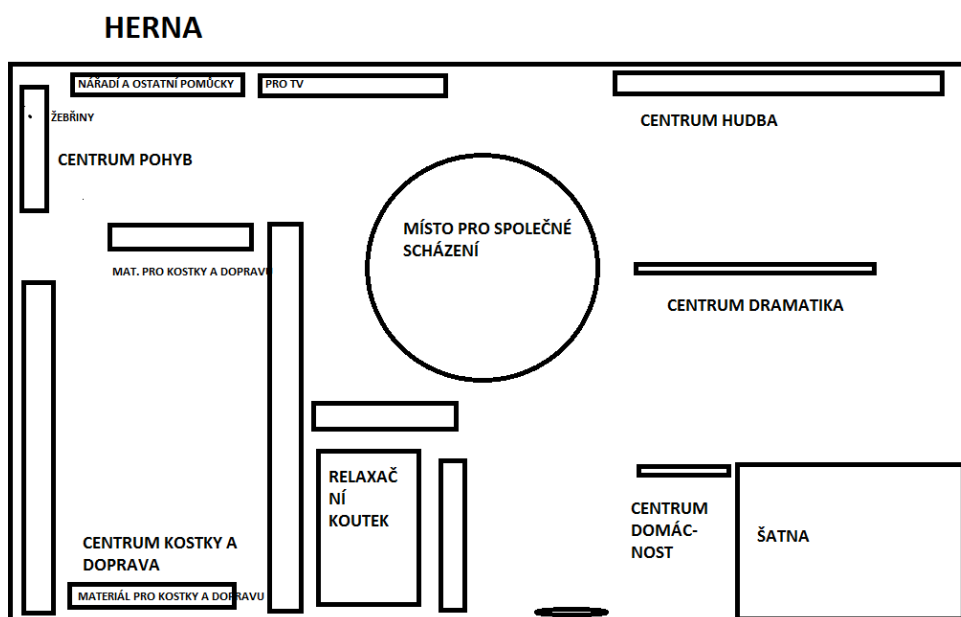 HERNA
NÁŘADÍ A OSTATNÍ POMŮCKY
PRO TV
ŽEBŘINY
CENTRUM POHYB
CENTRUM HUDBA
MÍSTO PRO SPOLEČNÉ
SCHÁZENÍ
MAT. PRO KOSTKY A DOPRAVU
CENTRUM DRAMATIKA
RELAXAČ
NÍ
KOUTEK
CENTRUM
DOMÁC-
NOST
ŠATNA
CENTRUM KOSTKY A
DOPRAVA
MATERIÁL PRO KOSTKY A DOPRAVU